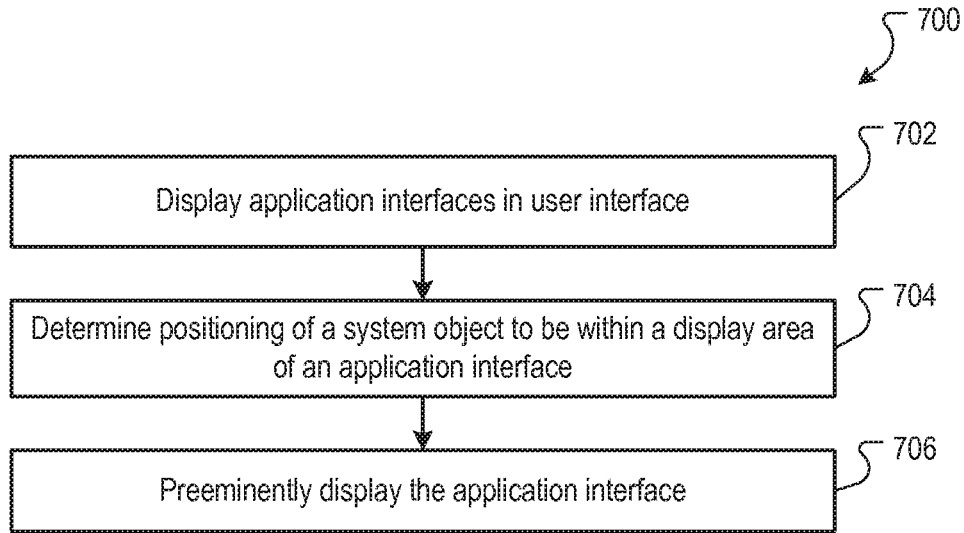 700
702
Display application interfaces in user interface
704
Determine positioning of a system object to be within a display area
of an application interface
706
Preeminently display the application interface